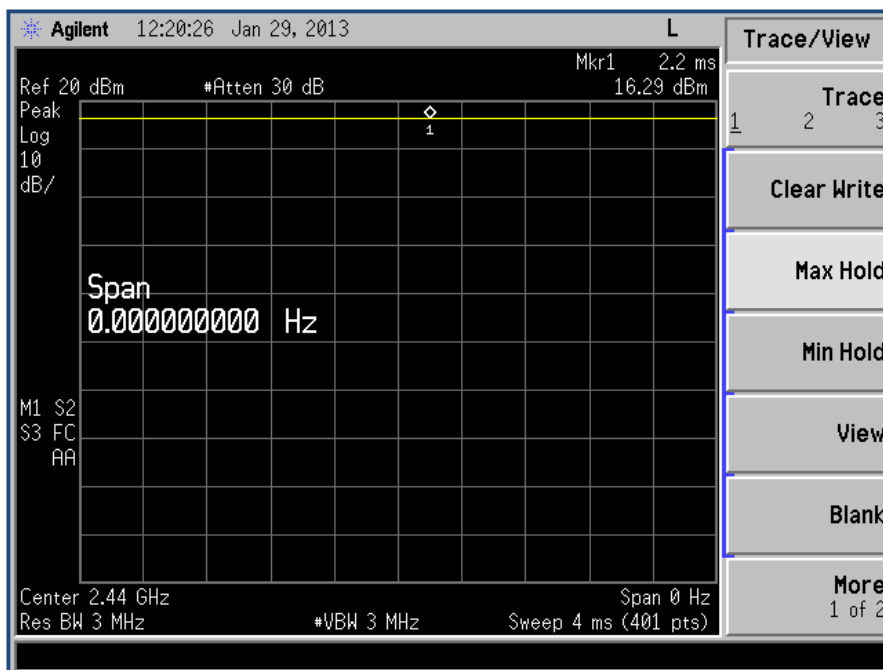 Agilent 12:20:26 Jan 29, 2013 L
Mkr1 2.2 ms
Ref 20 dBm #Atten 30 dB 16.29 dBm
Peak
Log
10
dB/
1
Span
0.000000000 Hz
M1 S2
S3 FC
AA
Center 2.44 GHz Span 0 Hz
Res BW 3 MHz #VBW 3 MHz Sweep 4 ms (401 pts)
Trace/View
Trace
1 2 3
Clear Write
Max Hold
Min Hold
View
Blank
More
1 of 2